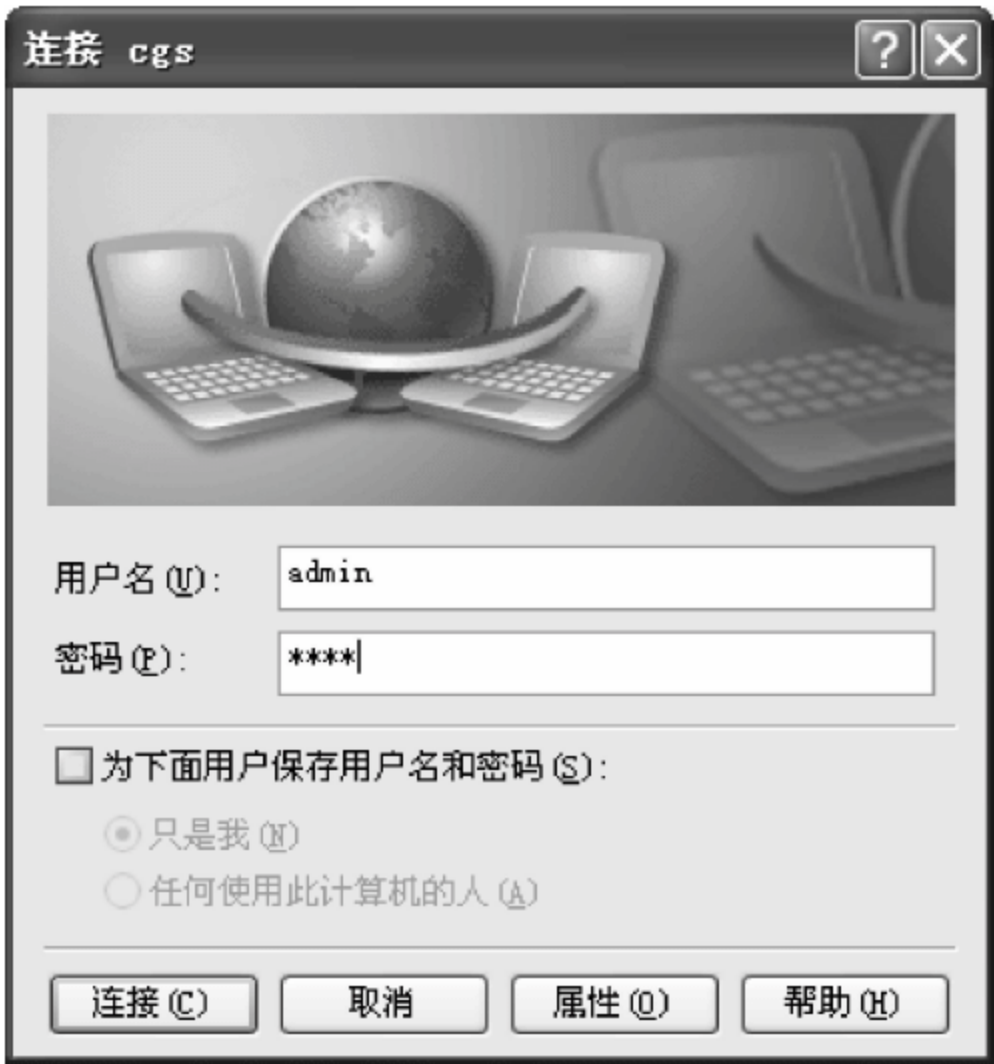 连接 cgs
用户名(U):
admin
密码(P):
****
为下面用户保存用户名和密码(S):
只是我(N)
任何使用此计算机的人(A)
连接(C)
取消
属性(O)
帮助(H)